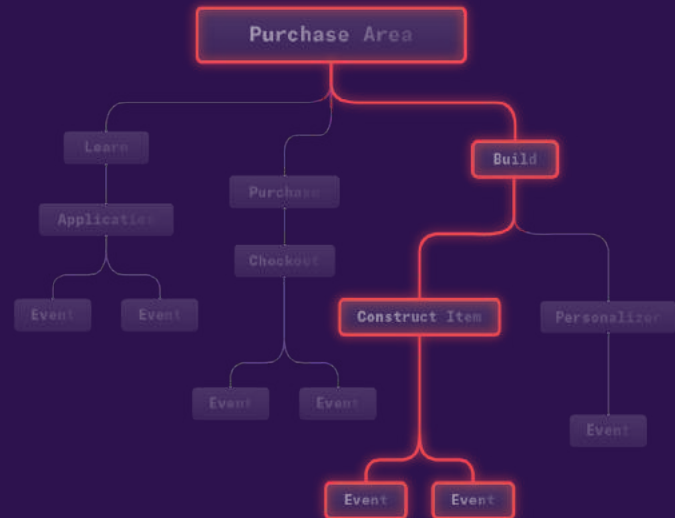 Purchase Area
Learn
Build
Purchase
Application
Checkout
Event
Event
Construct Item
Personalizer
Event
Event
Event
Event
Event